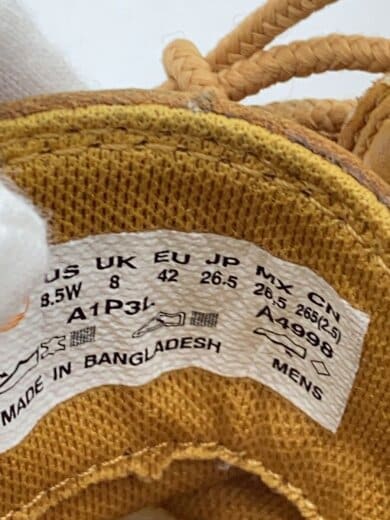 US UK EU JP MX CN
8.5W 8 42 26.5 26.5 265(2.5)
A1P3L A4998
MADE IN BANGLADESH MENS